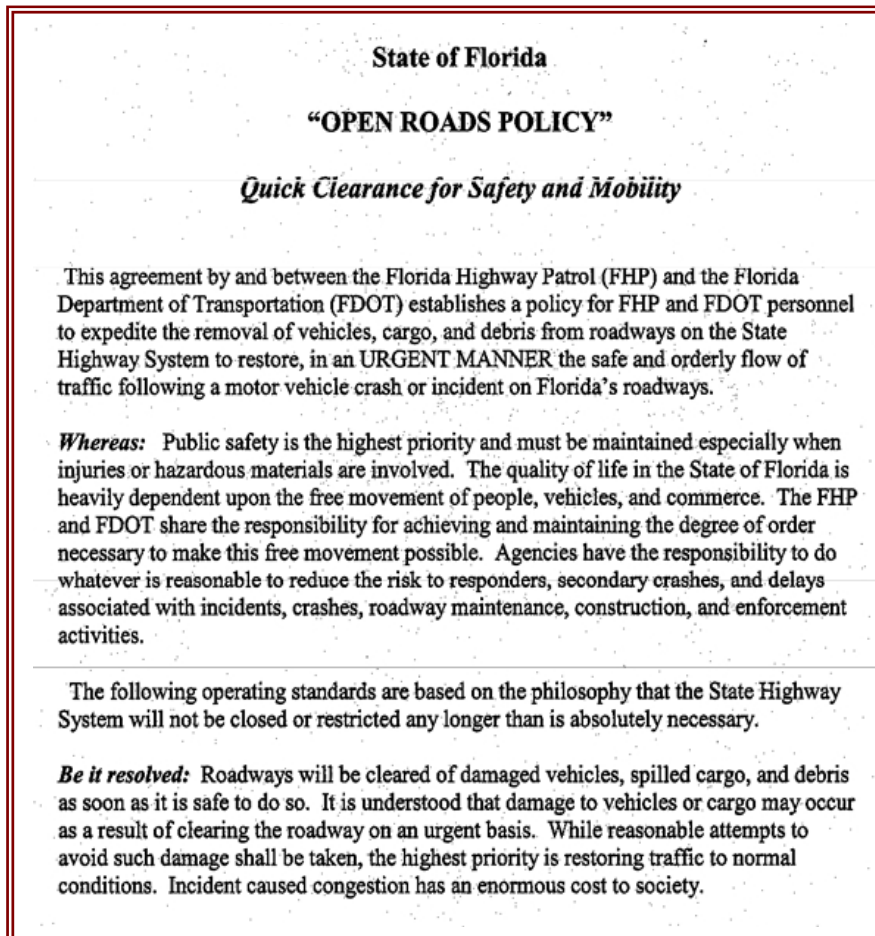 State of Florida
“OPEN ROADS POLICY”
Quick Clearance for Safety and Mobility
This agreement by and between the Florida Highway Patrol (FHP) and the Florida
Department of Transportation (FDOT) establishes a policy for FHP and FDOT personnel
to expedite the removal of vehicles, cargo, and debris from roadways on the State
Highway System to restore, in an URGENT MANNER the safe and orderly flow of
traffic following a motor vehicle crash or incident on Florida’s roadways.
Whereas: Public safety is the highest priority and must be maintained especially when
injuries or hazardous materials are involved. The quality of life in the State of Florida is
heavily dependent upon the free movement of people, vehicles, and commerce. The FHP
and FDOT share the responsibility for achieving and maintaining the degree of order
necessary to make this free movement possible. Agencies have the responsibility to do
whatever is reasonable to reduce the risk to responders, secondary crashes, and delays
associated with incidents, crashes, roadway maintenance, construction, and enforcement
activities.
The following operating standards are based on the philosophy that the State Highway
System will not be closed or restricted any longer than is absolutely necessary.
Be it resolved: Roadways will be cleared of damaged vehicles, spilled cargo, and debris
as soon as it is safe to do so. It is understood that damage to vehicles or cargo may occur
as a result of clearing the roadway on an urgent basis. While reasonable attempts to
avoid such damage shall be taken, the highest priority is restoring traffic to normal
conditions. Incident caused congestion has an enormous cost to society.